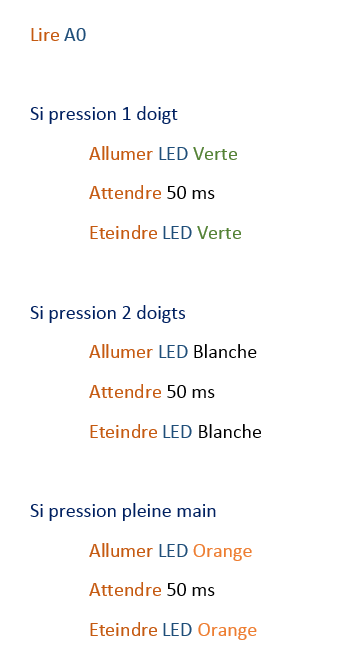 Lire A0
Si pression 1 doigt
Allumer LED Verte
Attendre 50 ms
Eteindre LED Verte
Si pression 2 doigts
Allumer LED Blanche
Attendre 50 ms
Eteindre LED Blanche
Si pression pleine main
Allumer LED Orange
Attendre 50 ms
Eteindre LED Orange